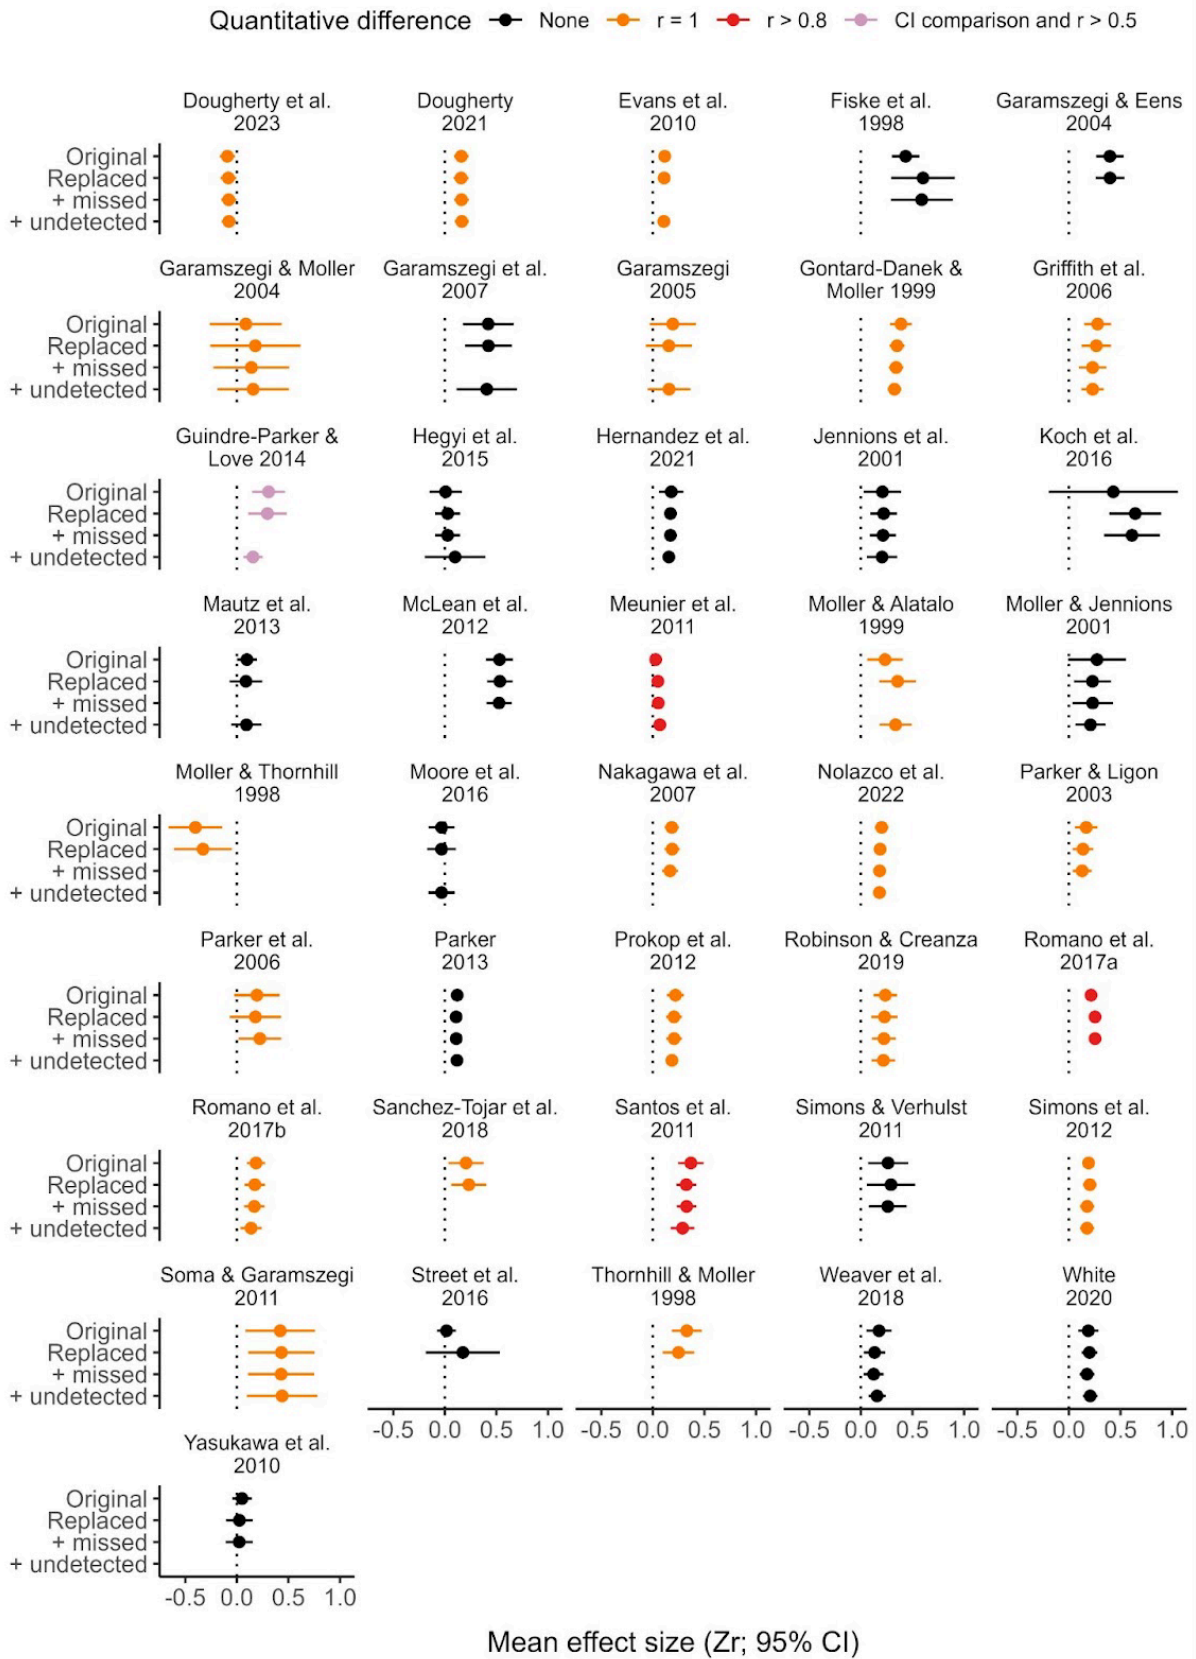 Quantitative difference None r = 1 r > 0.8 CI comparison and r > 0.5
Dougherty et al. Dougherty Evans et al. Fiske et al. Garamszegi & Eens
2023 2021 2010 1998 2004
Original
Replaced
+ missed
+ undetected
Garamszegi & Moller Garamszegi et al. Garamszegi Gontard-Danek & Griffith et al.
2004 2007 2005 Moller 1999 2006
Original
Replaced
+ missed
+ undetected
Guindre-Parker & Hegyi et al. Hernandez et al. Jennions et al. Koch et al.
Love 2014 2015 2021 2001 2016
Original
Replaced
+ missed
+ undetected
Mautz et al. McLean et al. Meunier et al. Moller & Alatalo Moller & Jennions
2013 2012 2011 1999 2001
Original
Replaced
+ missed
+ undetected
Moller & Thornhill Moore et al. Nakagawa et al. Nolazco et al. Parker & Ligon
1998 2016 2007 2022 2003
Original
Replaced
+ missed
+ undetected
Parker et al. Parker Prokop et al. Robinson & Creanza Romano et al.
2006 2013 2012 2019 2017a
Original
Replaced
+ missed
+ undetected
Romano et al. Sanchez-Tojar et al. Santos et al. Simons & Verhulst Simons et al.
2017b 2018 2011 2011 2012
Original
Replaced
+ missed
+ undetected
Soma & Garamszegi Street et al. Thornhill & Moller Weaver et al. White
2011 2016 1998 2018 2020
Original
Replaced
+ missed
+ undetected
-0.5 0.0 0.5 1.0 -0.5 0.0 0.5 1.0 -0.5 0.0 0.5 1.0 -0.5 0.0 0.5 1.0
Yasukawa et al.
2010
Original
Replaced
+ missed
+ undetected
-0.5 0.0 0.5 1.0
Mean effect size (Zr; 95% CI)